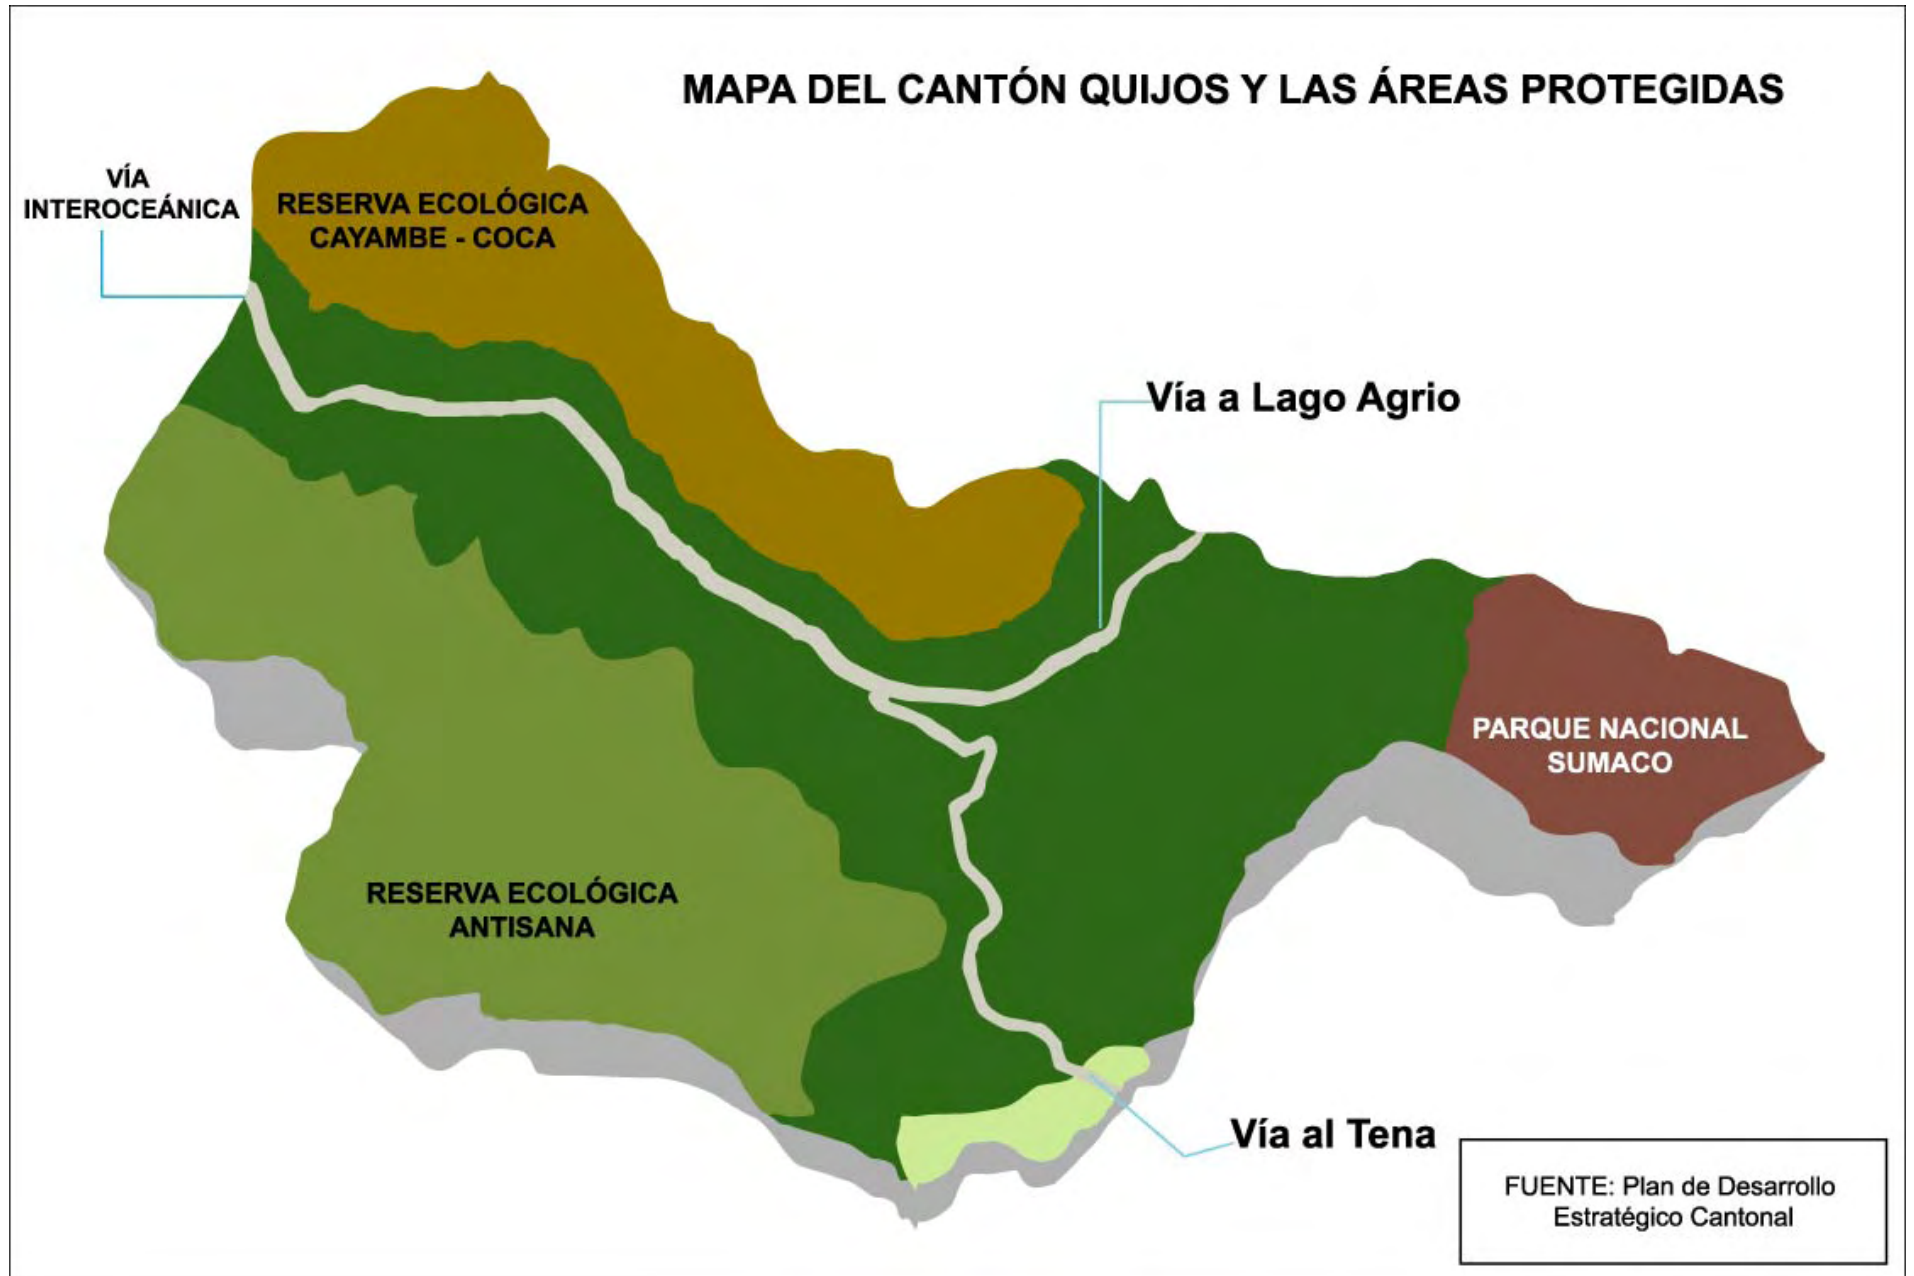 MAPA DEL CANTÓN QUIJOS Y LAS ÁREAS PROTEGIDAS
VÍA
INTEROCEÁNICA
RESERVA ECOLÓGICA
CAYAMBE - COCA
Vía a Lago Agrio
PARQUE NACIONAL
SUMACO
RESERVA ECOLÓGICA
ANTISANA
Vía al Tena
FUENTE: Plan de Desarrollo
Estratégico Cantonal